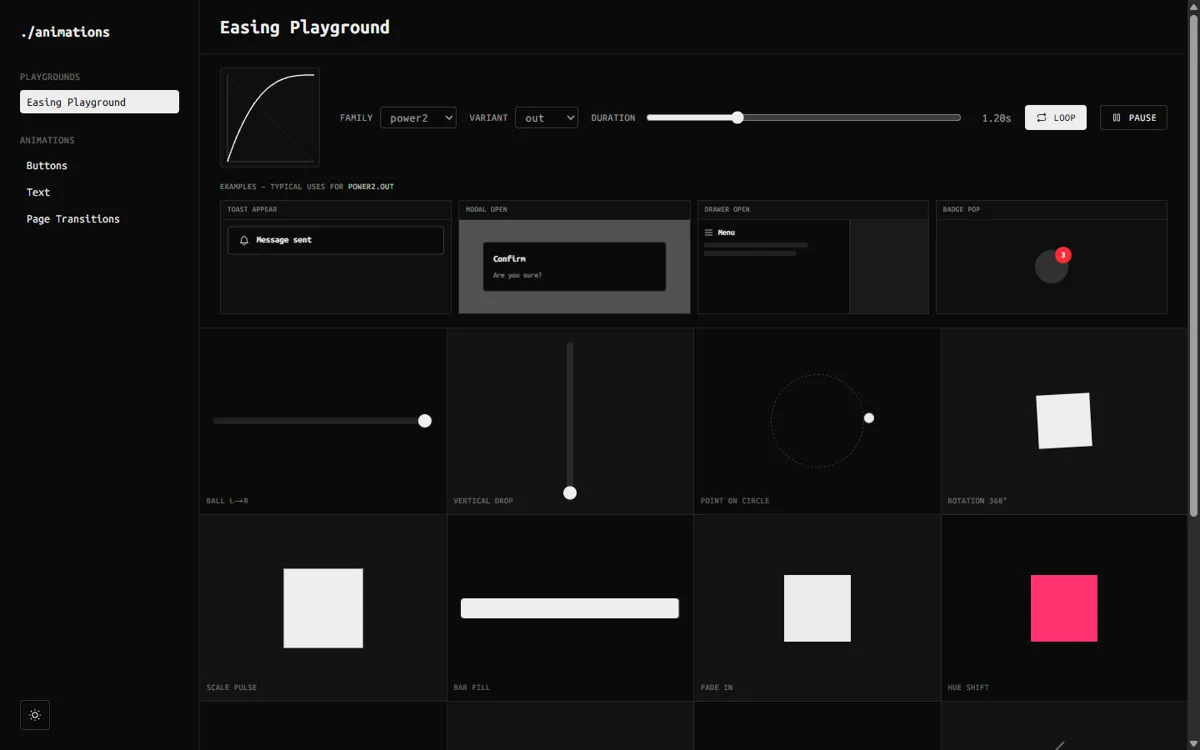 ./animations
Easing Playground
PLAYGROUNDS
Easing Playground
ANIMATIONS
Buttons
Text
Page Transitions
FAMILY power2 VARIANT out DURATION 1.20s LOOP PAUSE
EXAMPLES — TYPICAL USES FOR POWER2.OUT
TOAST APPEAR
Message sent
MODAL OPEN
Confirm
Are you sure?
DRAWER OPEN
Menu
BADGE POP
3
BALL L→R
VERTICAL DROP
POINT ON CIRCLE
ROTATION 360°
SCALE PULSE
BAR FILL
FADE IN
HUE SHIFT